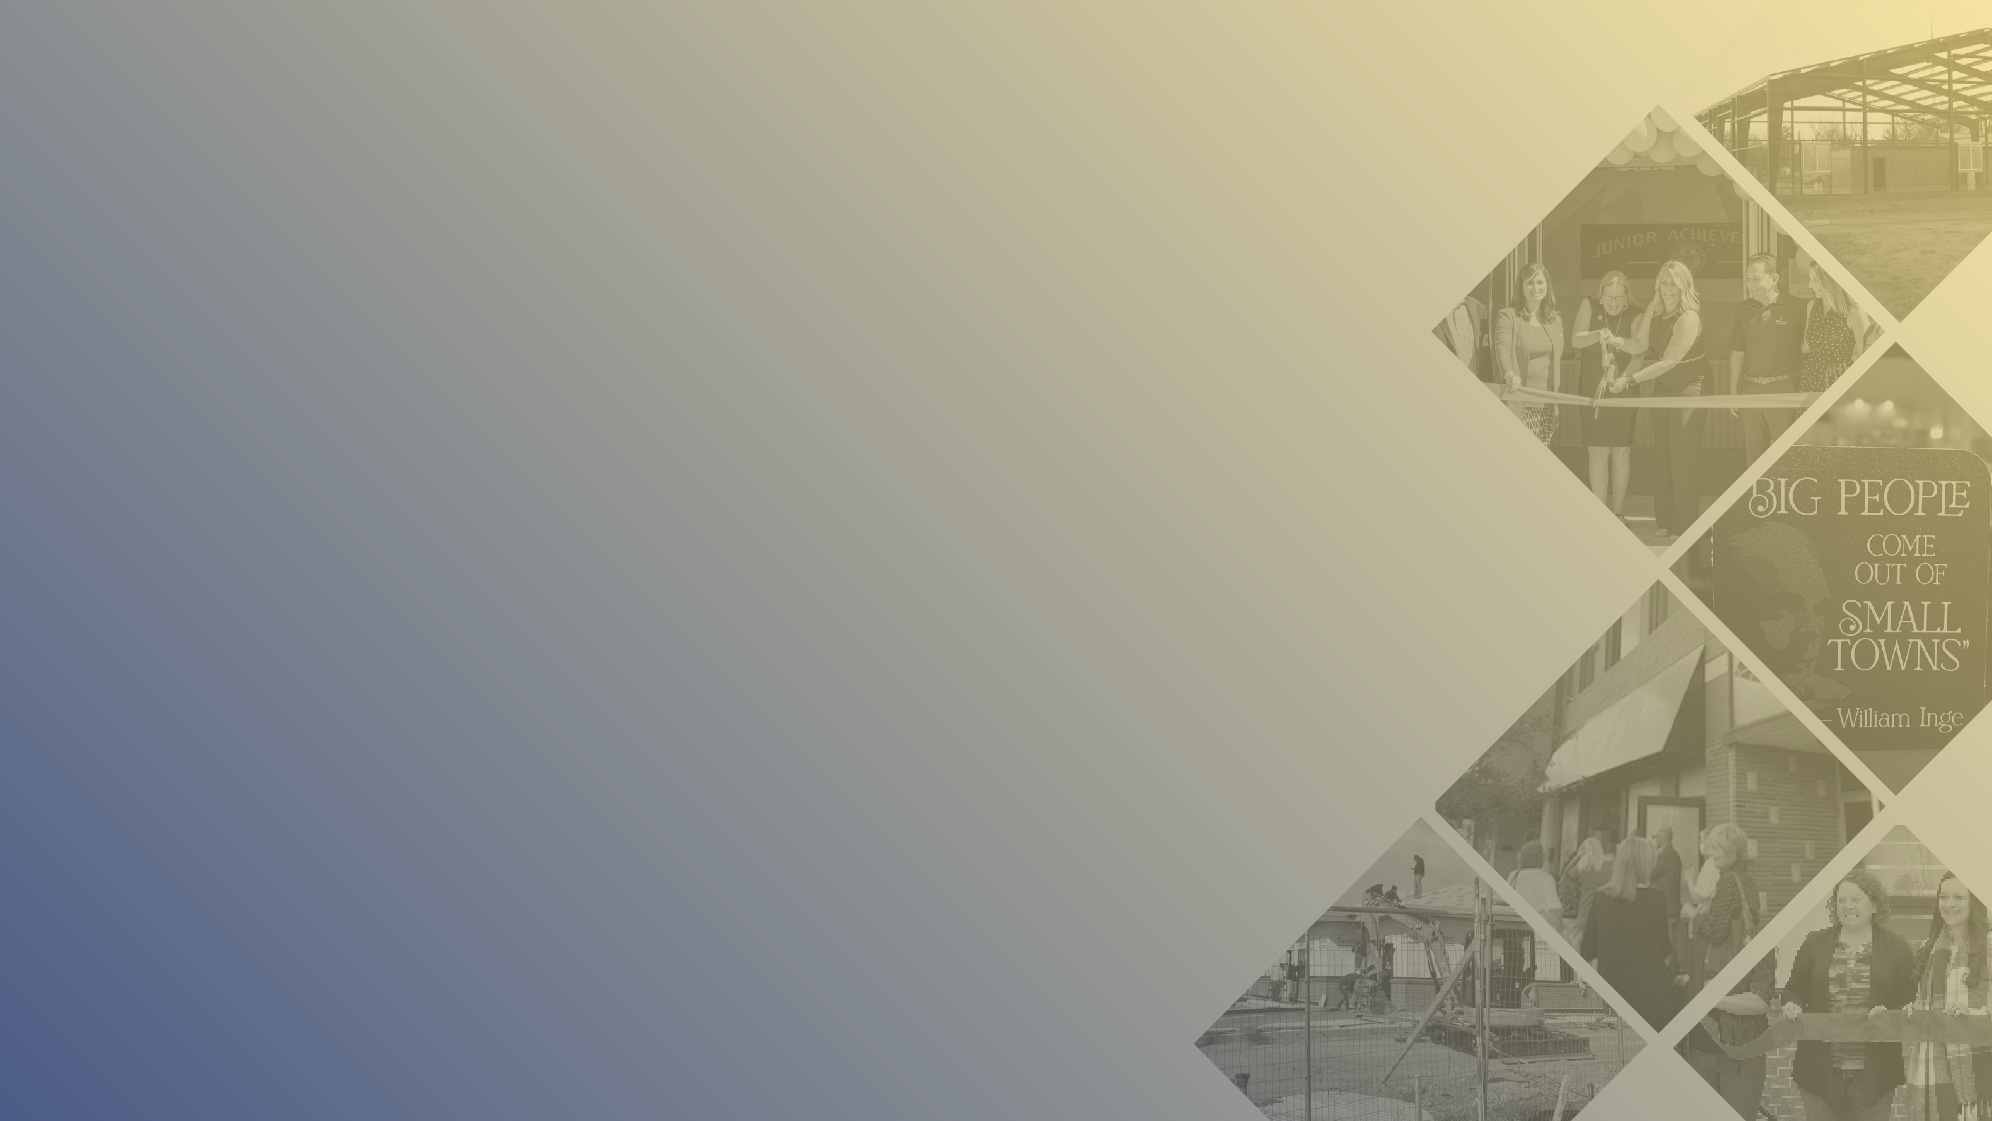 JUNIOR ACHIEVE
BIG PEOPLE
COME
OUT OF
SMALL
TOWNS"
– William Inge